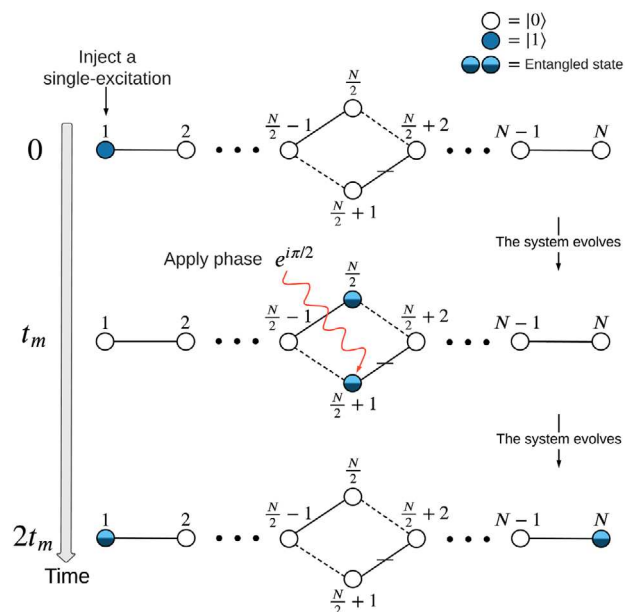 = |0⟩
= |1⟩
= Entangled state
Inject a
single-excitation
0
1
2
N/2 − 1
N/2
N/2 + 1
N/2 + 2
N − 1
N
The system evolves
Apply phase e^{iπ/2}
t_m
1
2
N/2 − 1
N/2
N/2 + 1
N/2 + 2
N − 1
N
The system evolves
2t_m
1
2
N/2 − 1
N/2
N/2 + 1
N/2 + 2
N − 1
N
Time